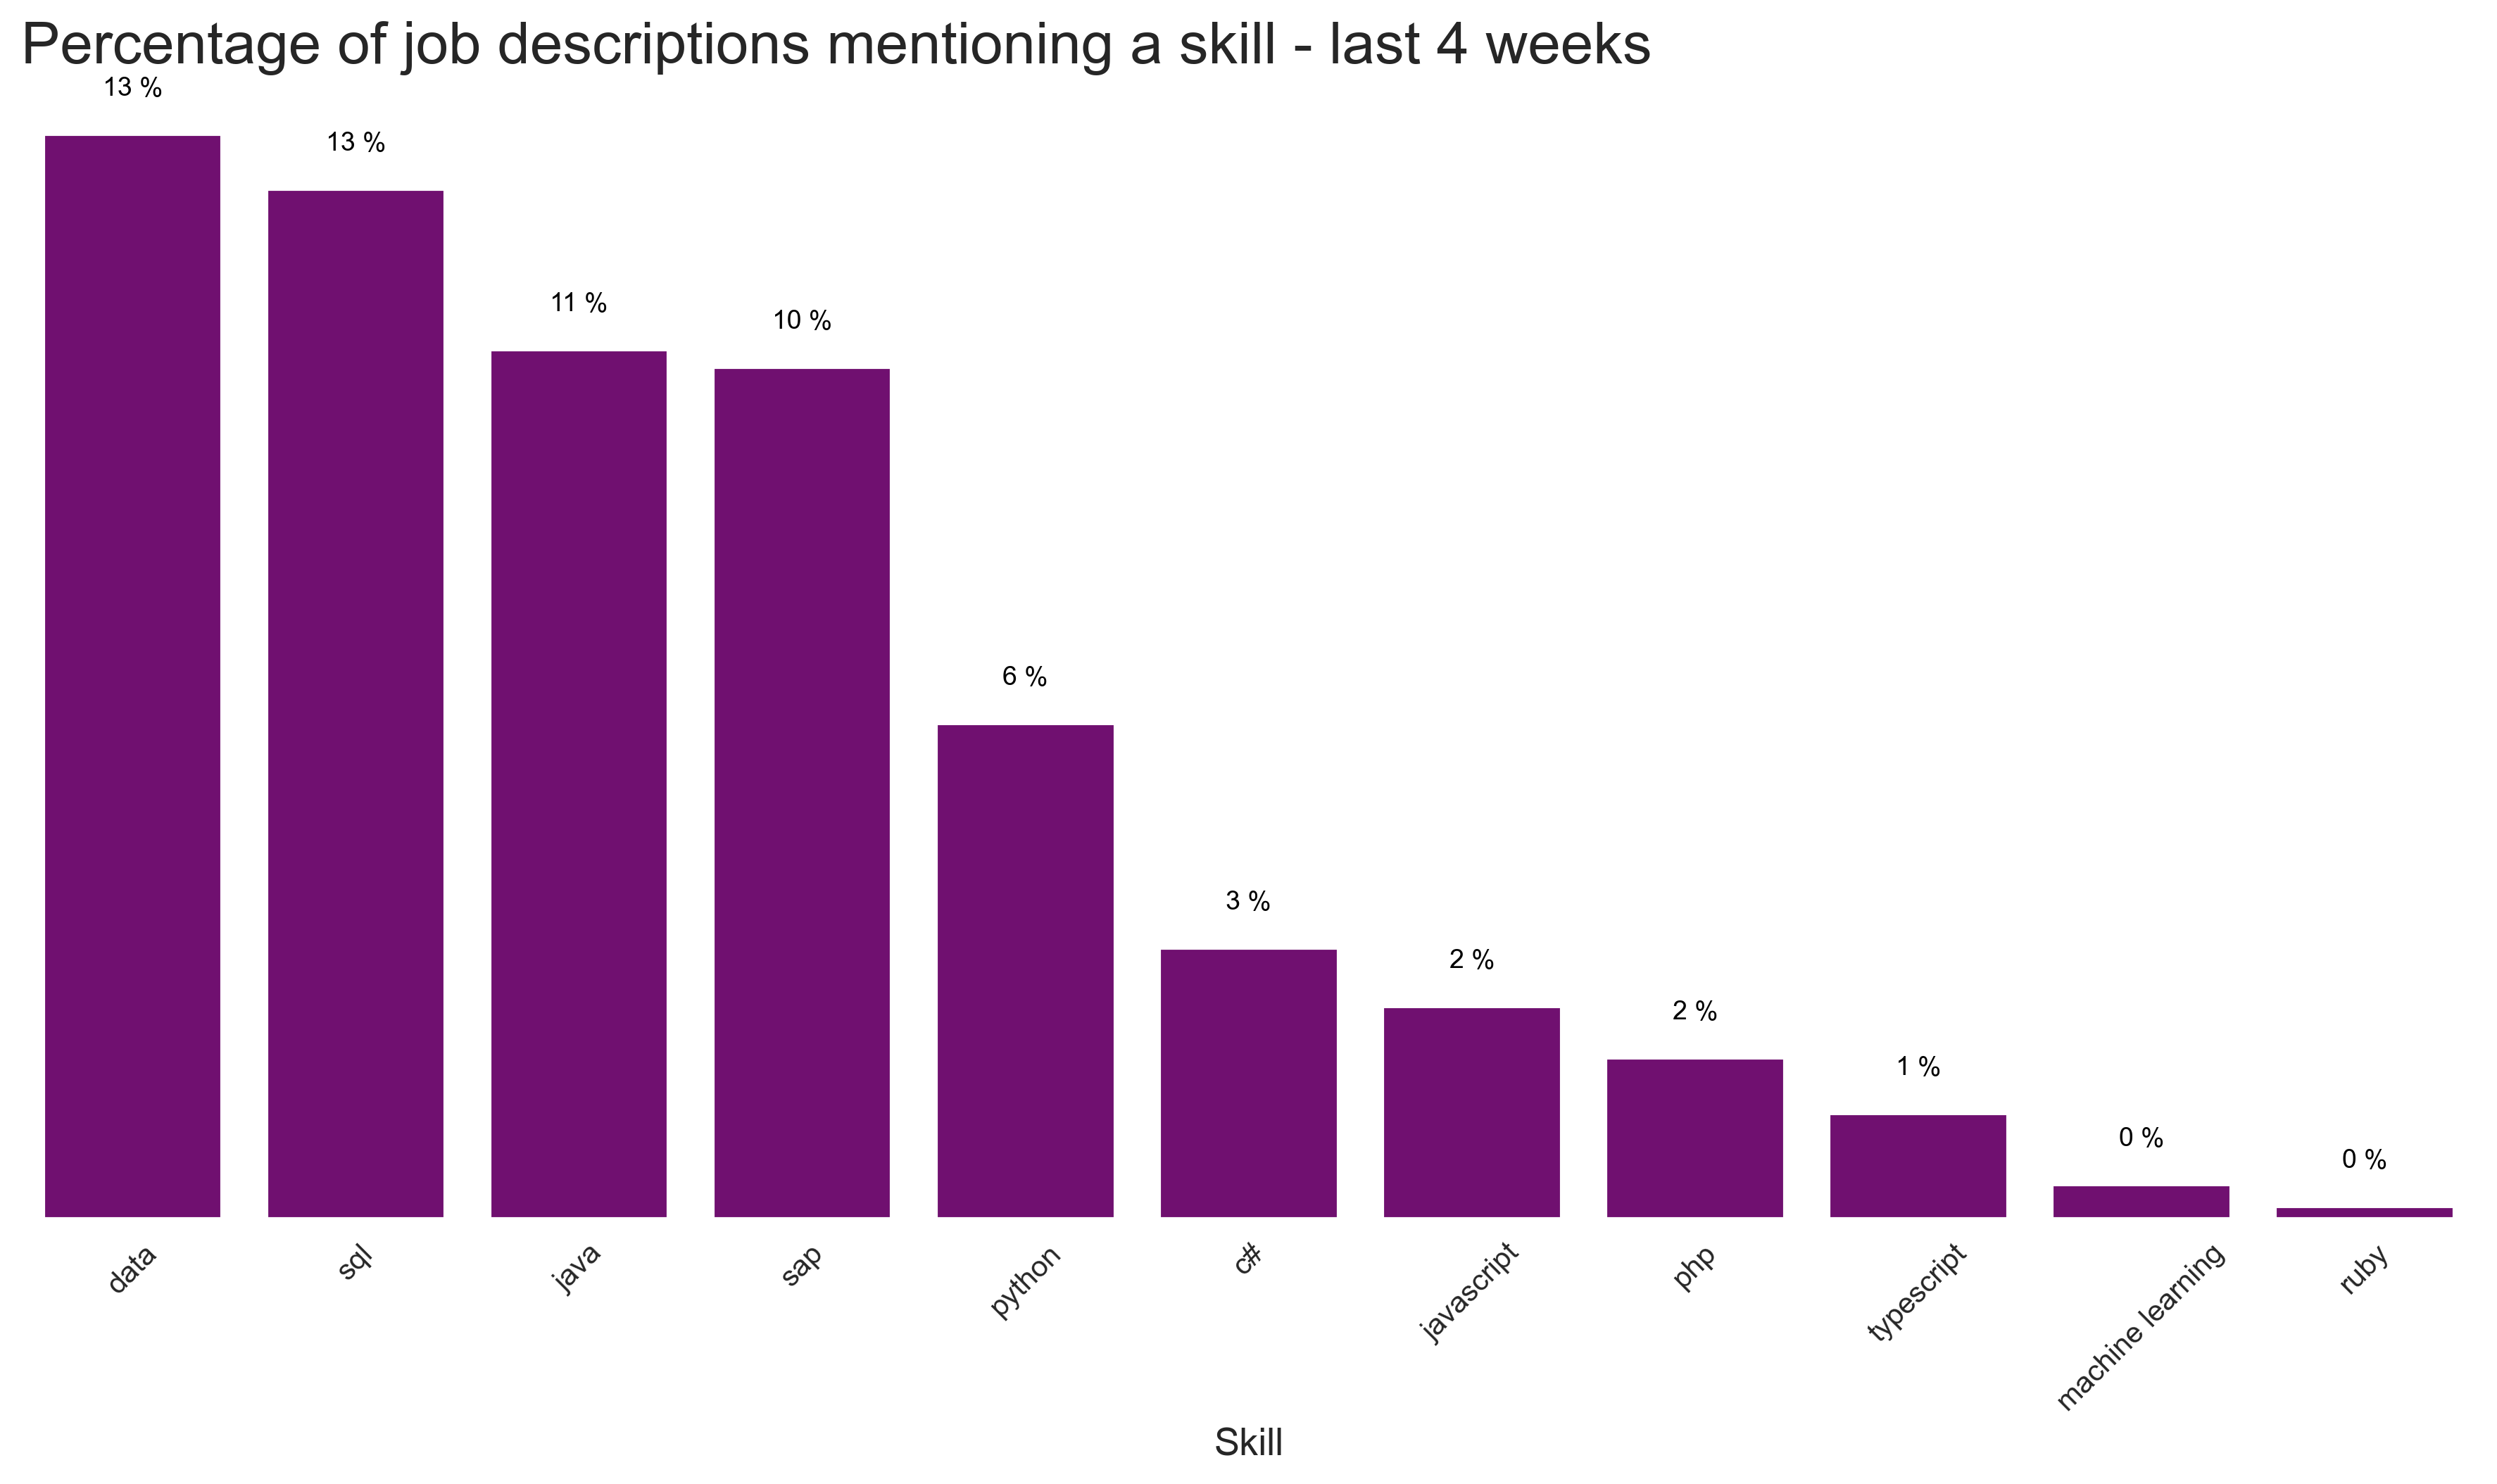 Percentage of job descriptions mentioning a skill - last 4 weeks
13 %
13 %
11 %
10 %
6 %
3 %
2 %
2 %
1 %
0 %
0 %
data
sql
java
sap
python
c#
javascript
php
typescript
machine learning
ruby
Skill